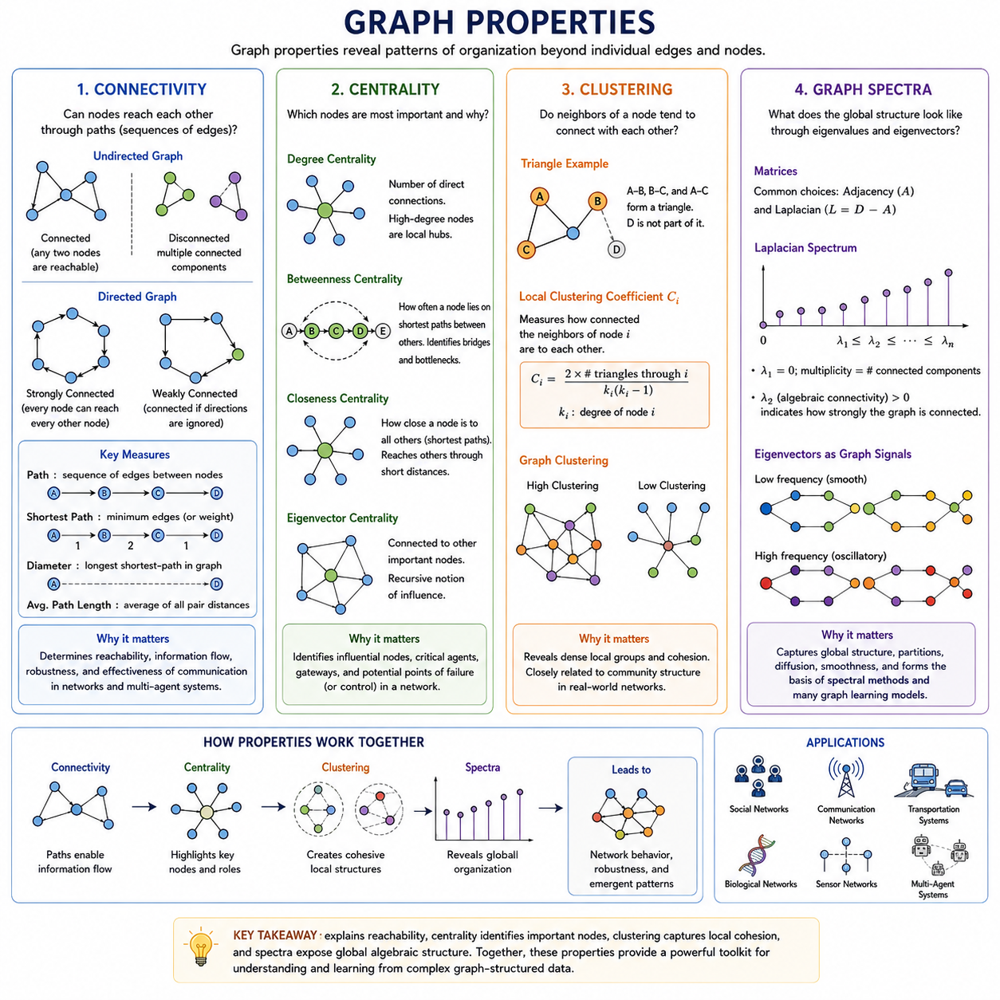 GRAPH PROPERTIES
Graph properties reveal patterns of organization beyond individual edges and nodes.
1. CONNECTIVITY
Can nodes reach each other
through paths (sequences of edges)?
Undirected Graph
Connected
(any two nodes
are reachable)
Disconnected
multiple connected
components
Directed Graph
Strongly Connected
(every node can reach
every other node)
Weakly Connected
(connected if directions
are ignored)
Key Measures
Path : sequence of edges between nodes
A B C D
Shortest Path : minimum edges (or weight)
A B C D
1 2 1
Diameter : longest shortest-path in graph
A D
Avg. Path Length : average of all pair distances
Why it matters
Determines reachability, information flow,
robustness, and effectiveness of communication
in networks and multi-agent systems.
2. CENTRALITY
Which nodes are most important and why?
Degree Centrality
Number of direct
connections.
High-degree nodes
are local hubs.
Betweenness Centrality
A B C D E
How often a node lies on
shortest paths between
others. Identifies bridges
and bottlenecks.
Closeness Centrality
How close a node is to
all others (shortest paths).
Reaches others through
short distances.
Eigenvector Centrality
Connected to other
important nodes.
Recursive notion
of influence.
Why it matters
Identifies influential nodes, critical agents,
gateways, and potential points of failure
(or control) in a network.
3. CLUSTERING
Do neighbors of a node tend to
connect with each other?
Triangle Example
A B
C D
A–B, B–C, and A–C
form a triangle.
D is not part of it.
Local Clustering Coefficient C_i
Measures how connected
the neighbors of node i
are to each other.
C_i = 2 × # triangles through i / k_i(k_i − 1)
k_i : degree of node i
Graph Clustering
High Clustering Low Clustering
Why it matters
Reveals dense local groups and cohesion.
Closely related to community structure
in real-world networks.
4. GRAPH SPECTRA
What does the global structure look like
through eigenvalues and eigenvectors?
Matrices
Common choices: Adjacency (A)
and Laplacian (L = D − A)
Laplacian Spectrum
0 λ₁ ≤ λ₂ ≤ ⋯ ≤ λₙ
• λ₁ = 0; multiplicity = # connected components
• λ₂ (algebraic connectivity) > 0
indicates how strongly the graph is connected.
Eigenvectors as Graph Signals
Low frequency (smooth)
High frequency (oscillatory)
Why it matters
Captures global structure, partitions,
diffusion, smoothness, and forms the
basis of spectral methods and
many graph learning models.
HOW PROPERTIES WORK TOGETHER
Connectivity
Paths enable
information flow
Centrality
Highlights key
nodes and roles
Clustering
Creates cohesive
local structures
Spectra
Reveals globall
organization
Leads to
Network behavior,
robustness, and
emergent patterns
APPLICATIONS
Social Networks
Communication
Networks
Transportation
Systems
Biological Networks
Sensor Networks
Multi-Agent
Systems
KEY TAKEAWAY : explains reachability, centrality identifies important nodes, clustering captures local cohesion,
and spectra expose global algebraic structure. Together, these properties provide a powerful toolkit for
understanding and learning from complex graph-structured data.